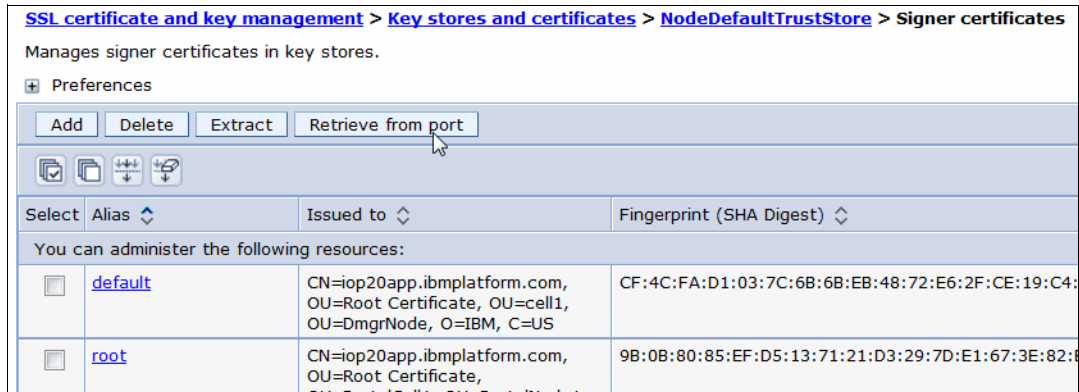 SSL certificate and key management > Key stores and certificates > NodeDefaultTrustStore > Signer certificates
Manages signer certificates in key stores.
Preferences
Add Delete Extract Retrieve from port
Select Alias Issued to Fingerprint (SHA Digest)
You can administer the following resources:
default CN=iop20app.ibmplatform.com, CF:4C:FA:D1:03:7C:6B:6B:EB:48:72:E6:2F:CE:19:C4:
OU=Root Certificate, OU=cell1,
OU=DmgrNode, O=IBM, C=US
root CN=iop20app.ibmplatform.com, 9B:0B:80:85:EF:D5:13:71:21:D3:29:7D:E1:67:3E:82:
OU=Root Certificate,